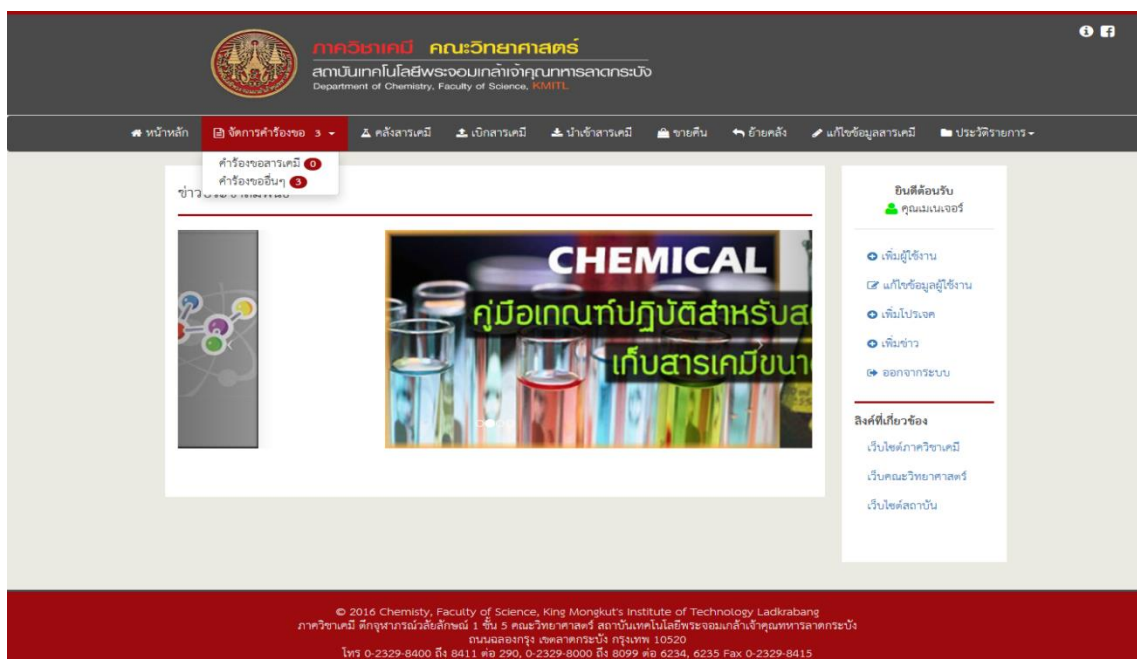 ภาควิชาเคมี คณะวิทยาศาสตร์
สถาบันเทคโนโลยีพระจอมเกล้าเจ้าคุณทหารลาดกระบัง
Department of Chemistry, Faculty of Science, KMITL
หน้าหลัก จัดการคำร้องขอ 3 คลังสารเคมี เบิกสารเคมี นำเข้าสารเคมี ขายคืน ย้ายคลัง แก้ไขข้อมูลสารเคมี ประวัติรายการ
คำร้องขอสารเคมี 0
คำร้องขออื่นๆ 3
CHEMICAL
คู่มือเกณฑ์ปฏิบัติสำหรับ
เก็บสารเคมี
ยินดีต้อนรับ
คุณเมเนเจอร์
เพิ่มผู้ใช้งาน
แก้ไขข้อมูลผู้ใช้งาน
เพิ่มโปรเจค
เพิ่มข่าว
ออกจากระบบ
ลิงค์ที่เกี่ยวข้อง
เว็บไซต์ภาควิชาเคมี
เว็บคณะวิทยาศาสตร์
เว็บไซต์สถาบัน
© 2016 Chemisty, Faculty of Science, King Mongkut's Institute of Technology Ladkrabang
ภาควิชาเคมี ตึกจุฬาภรณ์วลัยลักษณ์ 1 ชั้น 5 คณะวิทยาศาสตร์ สถาบันเทคโนโลยีพระจอมเกล้าเจ้าคุณทหารลาดกระบัง
ถนนฉลองกรุง เขตลาดกระบัง กรุงเทพ 10520
โทร 0-2329-8400 ถึง 8411 ต่อ 290, 0-2329-8000 ถึง 8099 ต่อ 6234, 6235 Fax 0-2329-8415